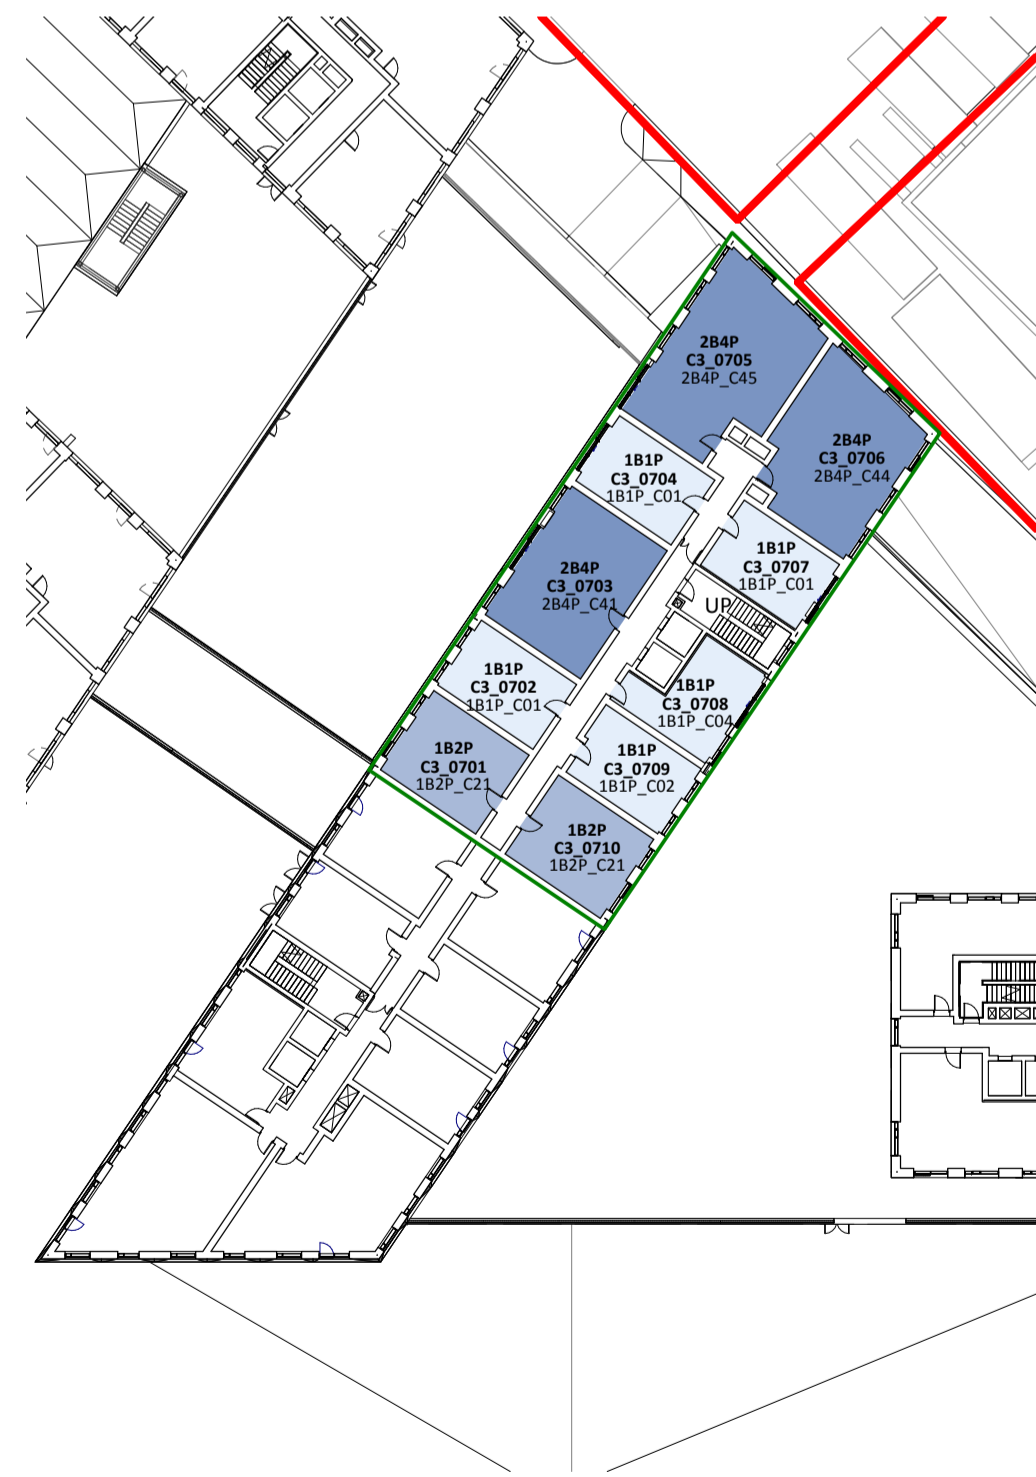 2B4P
C3_0705
2B4P_C45
2B4P
C3_0706
2B4P_C44
1B1P
C3_0704
1B1P_C01
1B1P
C3_0707
1B1P_C01
2B4P
C3_0703
2B4P_C41
UP
1B1P
C3_0702
1B1P_C01
1B1P
C3_0708
1B1P_C04
1B2P
C3_0701
1B2P_C21
1B1P
C3_0709
1B1P_C02
1B2P
C3_0710
1B2P_C21